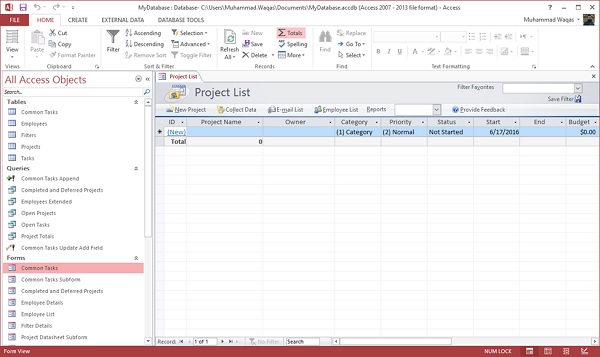 MyDatabase: Database- C:\Users\Muhammad.Waqas\Documents\MyDatabase.accdb (Access 2007 - 2013 file format) - Access
FILE HOME CREATE EXTERNAL DATA DATABASE TOOLS Muhammad Waqas
View Paste Cut Copy Format Painter Filter Ascending Descending Remove Sort Selection Advanced Toggle Filter Refresh All New Save Delete Totals Spelling More Find Replace Go To Select
Views Clipboard Sort & Filter Records Find Text Formatting
All Access Objects
Search...
Tables
Common Tasks
Employees
Filters
Projects
Tasks
Queries
Common Tasks Append
Completed and Deferred Projects
Employees Extended
Open Projects
Open Tasks
Project Totals
Common Tasks Update Add Field
Forms
Common Tasks
Common Tasks Subform
Completed and Deferred Projects
Employee Details
Employee List
Filter Details
Project Datasheet Subform
Project List
Project List
Filter Favorites
Save Filter
New Project Collect Data E-mail List Employee List Reports Provide Feedback
ID Project Name Owner Category Priority Status Start End Budget
(New) (1) Category (2) Normal Not Started 6/17/2016 $0.00
Total 0
Record: 1 of 1 No Filter Search
Form View NUM LOCK